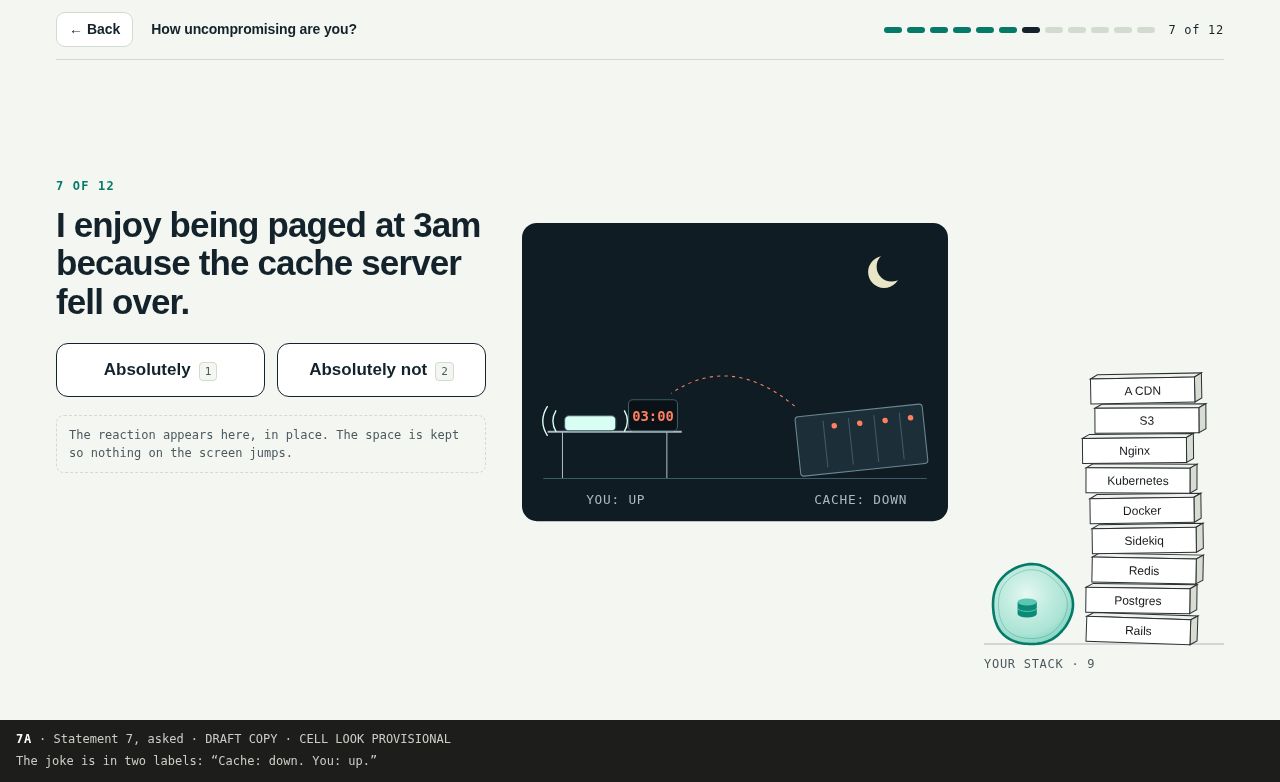 ← Back
How uncompromising are you?
7 of 12
7 OF 12
I enjoy being paged at 3am
because the cache server
fell over.
Absolutely 1
Absolutely not 2
The reaction appears here, in place. The space is kept
so nothing on the screen jumps.
03:00
YOU: UP
CACHE: DOWN
A CDN
S3
Nginx
Kubernetes
Docker
Sidekiq
Redis
Postgres
Rails
YOUR STACK · 9
7A · Statement 7, asked · DRAFT COPY · CELL LOOK PROVISIONAL
The joke is in two labels: “Cache: down. You: up.”